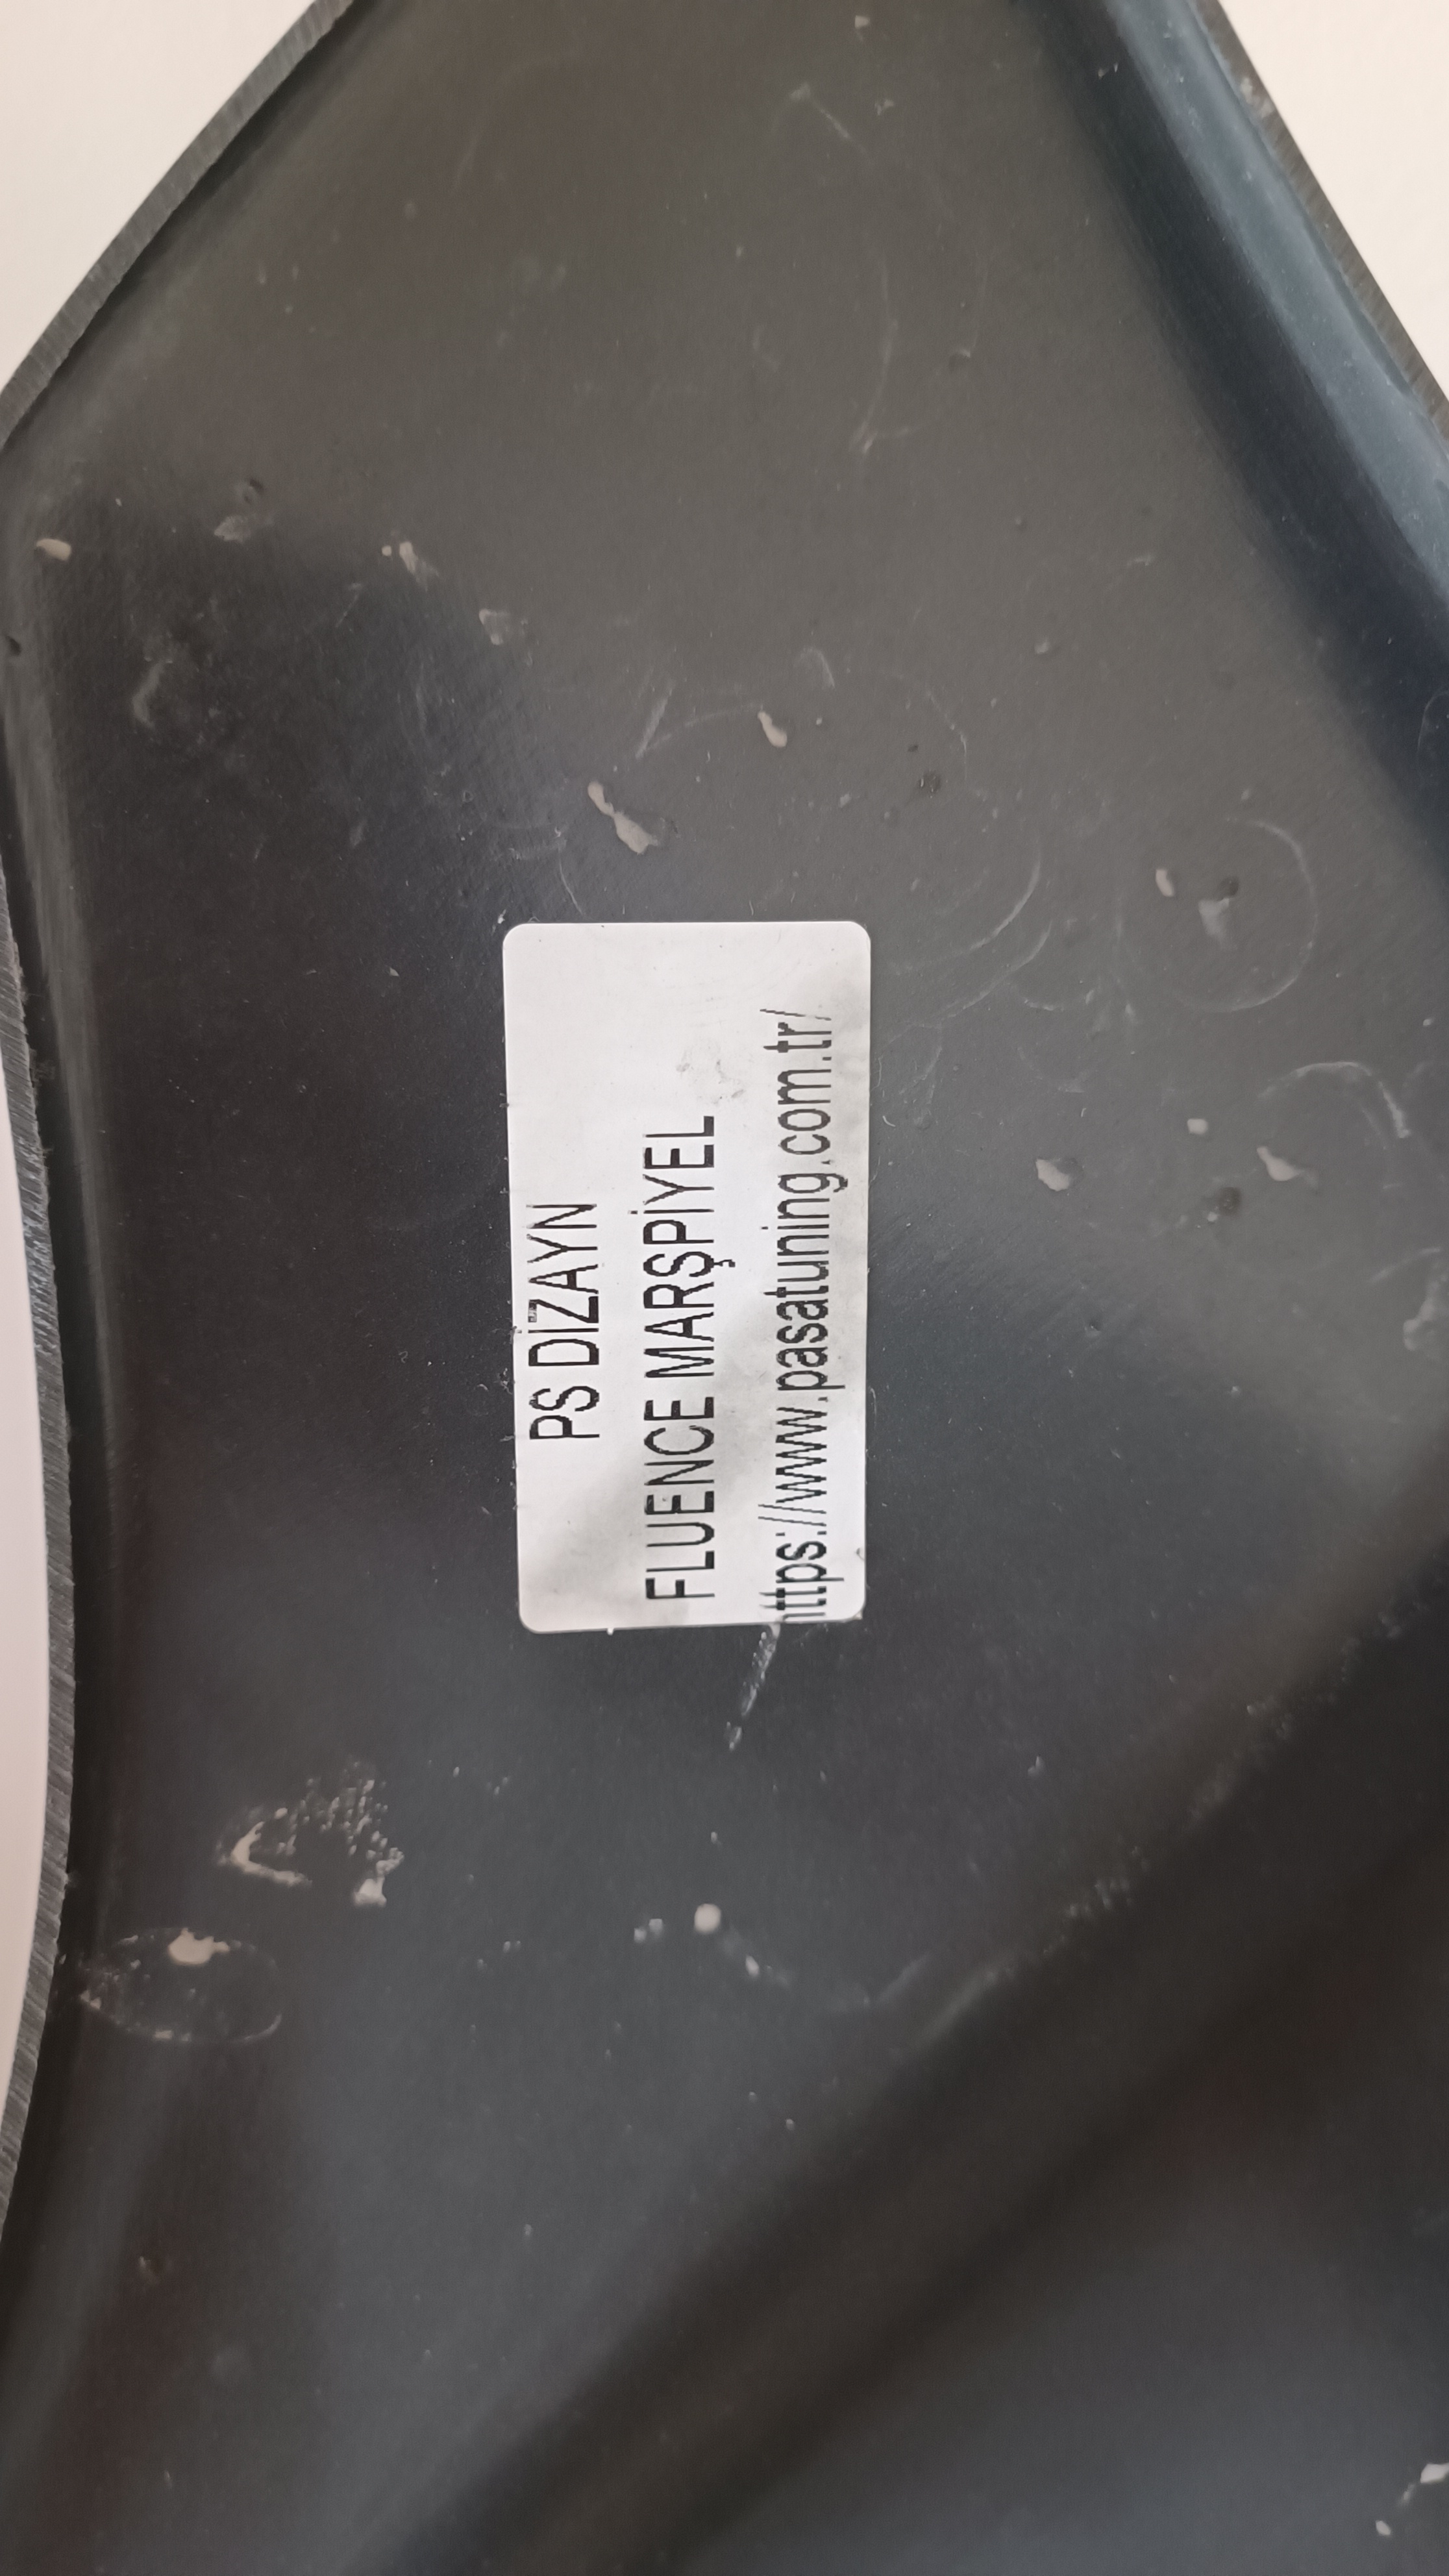 PS DİZAYN
FLUENCE MARŞPİYEL
https://www.pasatuning.com.tr/